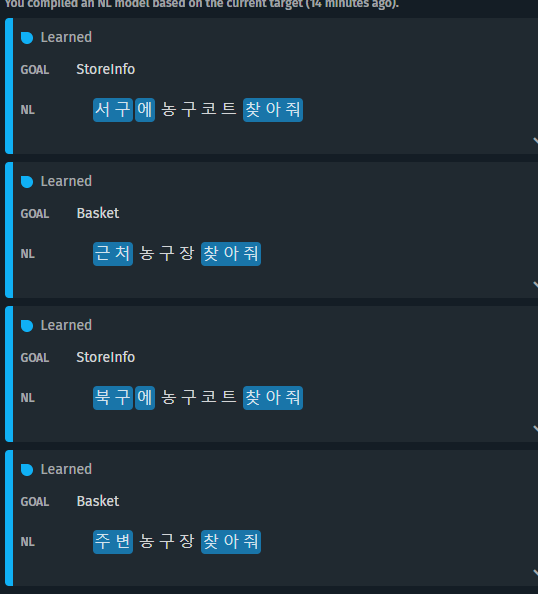 You compiled an NL model based on the current target (14 minutes ago).
Learned
GOAL StoreInfo
NL 서구에 농구코트 찾아줘
Learned
GOAL Basket
NL 근처 농구장 찾아줘
Learned
GOAL StoreInfo
NL 북구에 농구코트 찾아줘
Learned
GOAL Basket
NL 주변 농구장 찾아줘